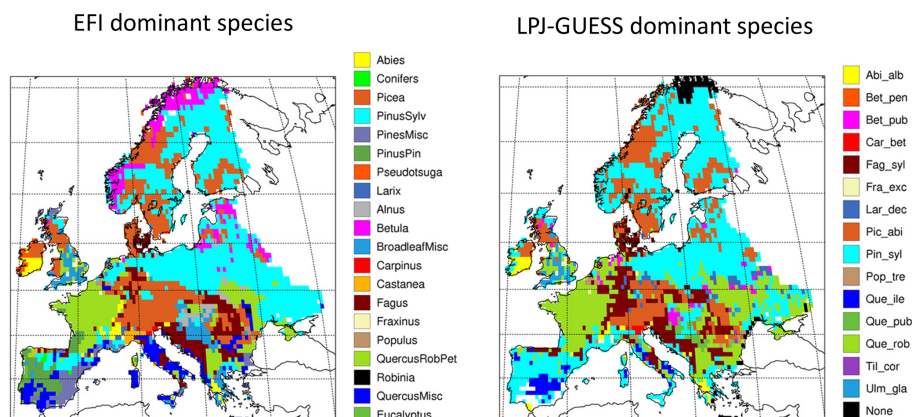 EFI dominant species
LPJ-GUESS dominant species
Abies
Conifers
Picea
PinusSylv
PinesMisc
PinusPin
Pseudotsuga
Larix
Alnus
Betula
BroadleafMisc
Carpinus
Castanea
Fagus
Fraxinus
Populus
QuercusRobPet
Robinia
QuercusMisc
Eucalyptus
Abi_alb
Bet_pen
Bet_pub
Car_bet
Fag_syl
Fra_exc
Lar_dec
Pic_abi
Pin_syl
Pop_tre
Que_ile
Que_pub
Que_rob
Til_cor
Ulm_gla
None